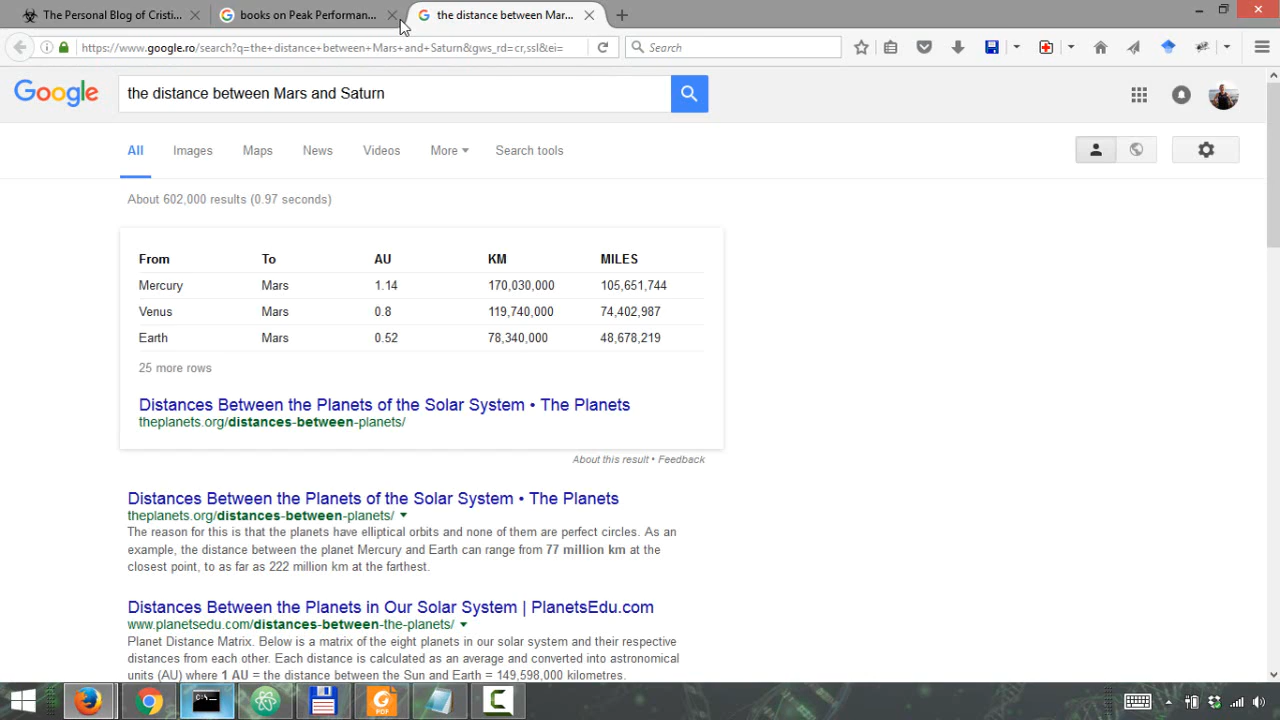 The Personal Blog of Cristi...
books on Peak Performan...
the distance between Mar...
https://www.google.ro/search?q=the+distance+between+Mars+and+Saturn&gws_rd=cr,ssl&ei=
Search
Google
the distance between Mars and Saturn
All
Images
Maps
News
Videos
More
Search tools
About 602,000 results (0.97 seconds)
From To AU KM MILES
Mercury Mars 1.14 170,030,000 105,651,744
Venus Mars 0.8 119,740,000 74,402,987
Earth Mars 0.52 78,340,000 48,678,219
25 more rows
Distances Between the Planets of the Solar System • The Planets
theplanets.org/distances-between-planets/
About this result • Feedback
Distances Between the Planets of the Solar System • The Planets
theplanets.org/distances-between-planets/
The reason for this is that the planets have elliptical orbits and none of them are perfect circles. As an
example, the distance between the planet Mercury and Earth can range from 77 million km at the
closest point, to as far as 222 million km at the farthest.
Distances Between the Planets in Our Solar System | PlanetsEdu.com
www.planetsedu.com/distances-between-the-planets/
Planet Distance Matrix. Below is a matrix of the eight planets in our solar system and their respective
distances from each other. Each distance is calculated as an average and converted into astronomical
units (AU) where 1 AU = the distance between the Sun and Earth = 149,598,000 kilometres.
PDF